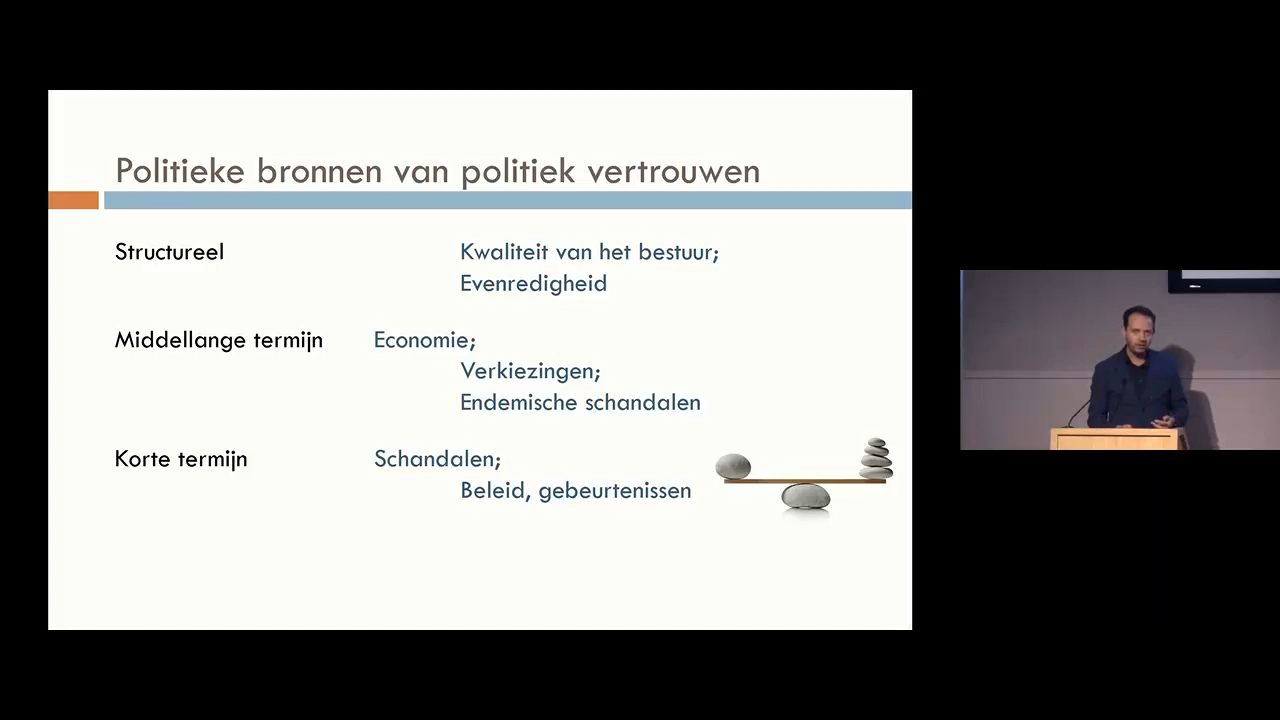 Politieke bronnen van politiek vertrouwen
Structureel Kwaliteit van het bestuur;
Evenredigheid
Middellange termijn Economie;
Verkiezingen;
Endemische schandalen
Korte termijn Schandalen;
Beleid, gebeurtenissen